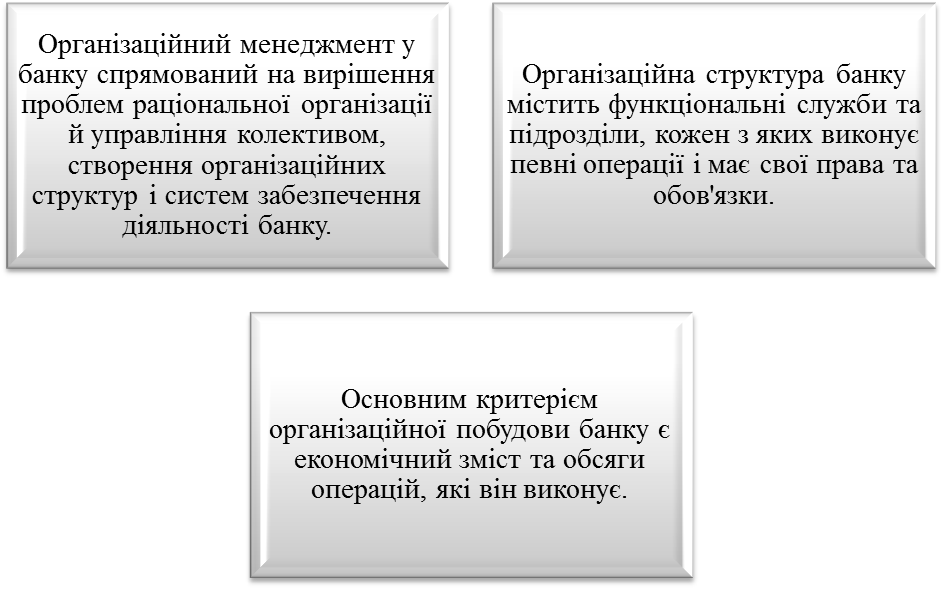 Організаційний менеджмент у
банку спрямований на вирішення
проблем раціональної організації
й управління колективом,
створення організаційних
структур і систем забезпечення
діяльності банку.
Організаційна структура банку
містить функціональні служби та
підрозділи, кожен з яких виконує
певні операції і має свої права та
обов'язки.
Основним критерієм
організаційної побудови банку є
економічний зміст та обсяги
операцій, які він виконує.